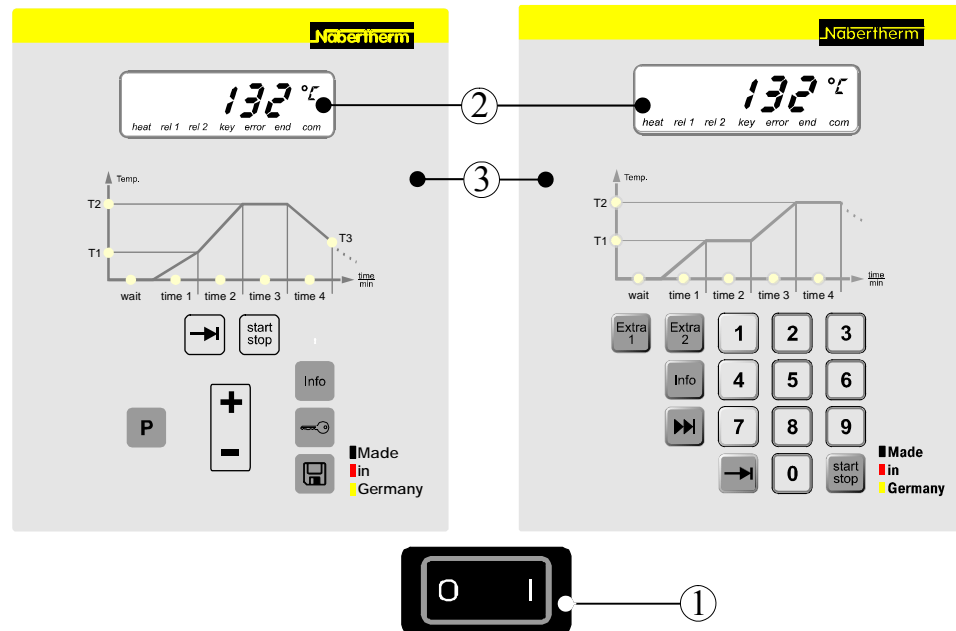 Nabertherm
132 °C
heat rel 1 rel 2 key error end com
Temp.
T2
T1
T3
time
min
wait time 1 time 2 time 3 time 4
start
stop
Info
P
+
-
Made
in
Germany
Nabertherm
132 °C
heat rel 1 rel 2 key error end com
Temp.
T2
T1
time
min
wait time 1 time 2 time 3 time 4
Extra
1
Extra
2
1 2 3
Info 4 5 6
7 8 9
0
start
stop
Made
in
Germany
2
3
O I
1